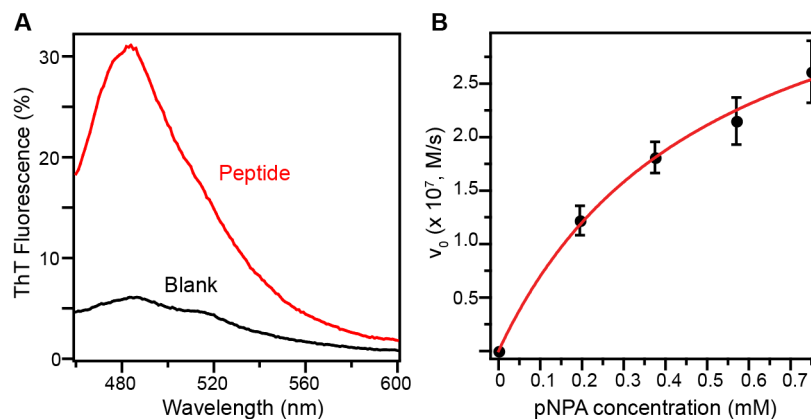 A
ThT Fluorescence (%)
30
20
10
0
Peptide
Blank
480
520
560
600
Wavelength (nm)
B
v₀ (x 10⁷, M/s)
2.5
2.0
1.5
1.0
0.5
0
0.1
0.2
0.3
0.4
0.5
0.6
0.7
pNPA concentration (mM)